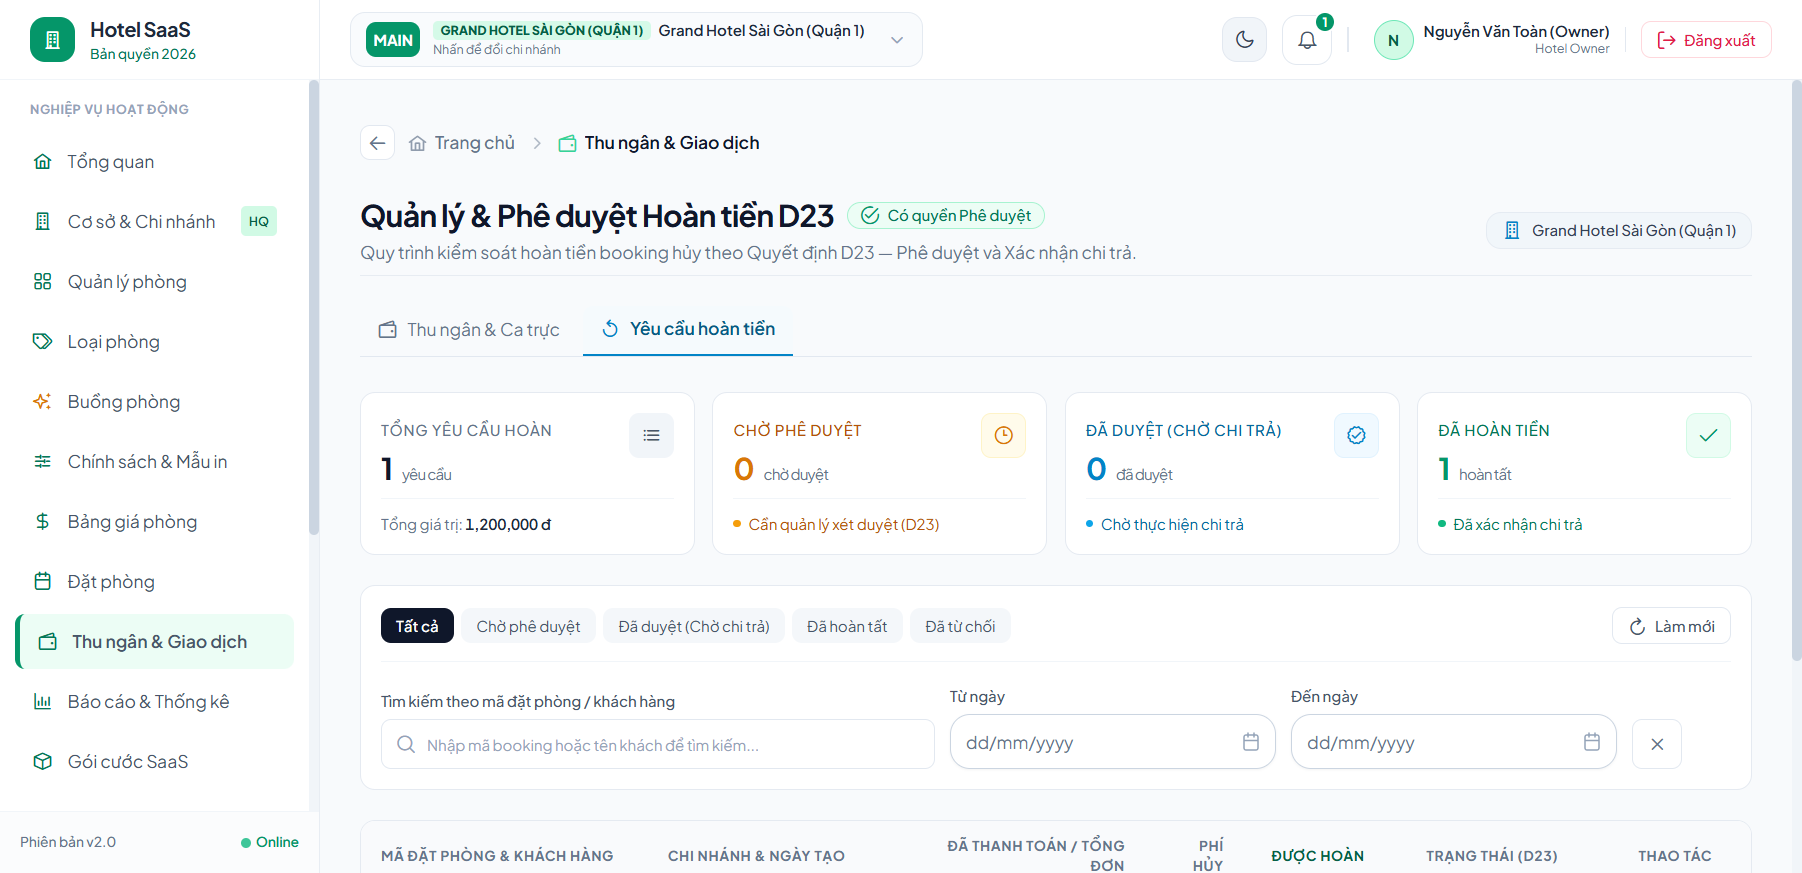 Hotel SaaS
Bản quyền 2026
MAIN
GRAND HOTEL SÀI GÒN (QUẬN 1) Grand Hotel Sài Gòn (Quận 1)
Nhấn để đổi chi nhánh
1
N
Nguyễn Văn Toàn (Owner)
Hotel Owner
Đăng xuất
NGHIỆP VỤ HOẠT ĐỘNG
Tổng quan
Cơ sở & Chi nhánh HQ
Quản lý phòng
Loại phòng
Buồng phòng
Chính sách & Mẫu in
Bảng giá phòng
Đặt phòng
Thu ngân & Giao dịch
Báo cáo & Thống kê
Gói cước SaaS
Phiên bản v2.0 Online
Trang chủ Thu ngân & Giao dịch
Quản lý & Phê duyệt Hoàn tiền D23 Có quyền Phê duyệt
Quy trình kiểm soát hoàn tiền booking hủy theo Quyết định D23 — Phê duyệt và Xác nhận chi trả.
Grand Hotel Sài Gòn (Quận 1)
Thu ngân & Ca trực Yêu cầu hoàn tiền
TỔNG YÊU CẦU HOÀN
1 yêu cầu
Tổng giá trị: 1,200,000 đ
CHỜ PHÊ DUYỆT
0 chờ duyệt
Cần quản lý xét duyệt (D23)
ĐÃ DUYỆT (CHỜ CHI TRẢ)
0 đã duyệt
Chờ thực hiện chi trả
ĐÃ HOÀN TIỀN
1 hoàn tất
Đã xác nhận chi trả
Tất cả Chờ phê duyệt Đã duyệt (Chờ chi trả) Đã hoàn tất Đã từ chối Làm mới
Tìm kiếm theo mã đặt phòng / khách hàng
Nhập mã booking hoặc tên khách để tìm kiếm...
Từ ngày
dd/mm/yyyy
Đến ngày
dd/mm/yyyy
MÃ ĐẶT PHÒNG & KHÁCH HÀNG
CHI NHÁNH & NGÀY TẠO
ĐÃ THANH TOÁN / TỔNG
ĐƠN
PHÍ
HỦY
ĐƯỢC HOÀN
TRẠNG THÁI (D23)
THAO TÁC